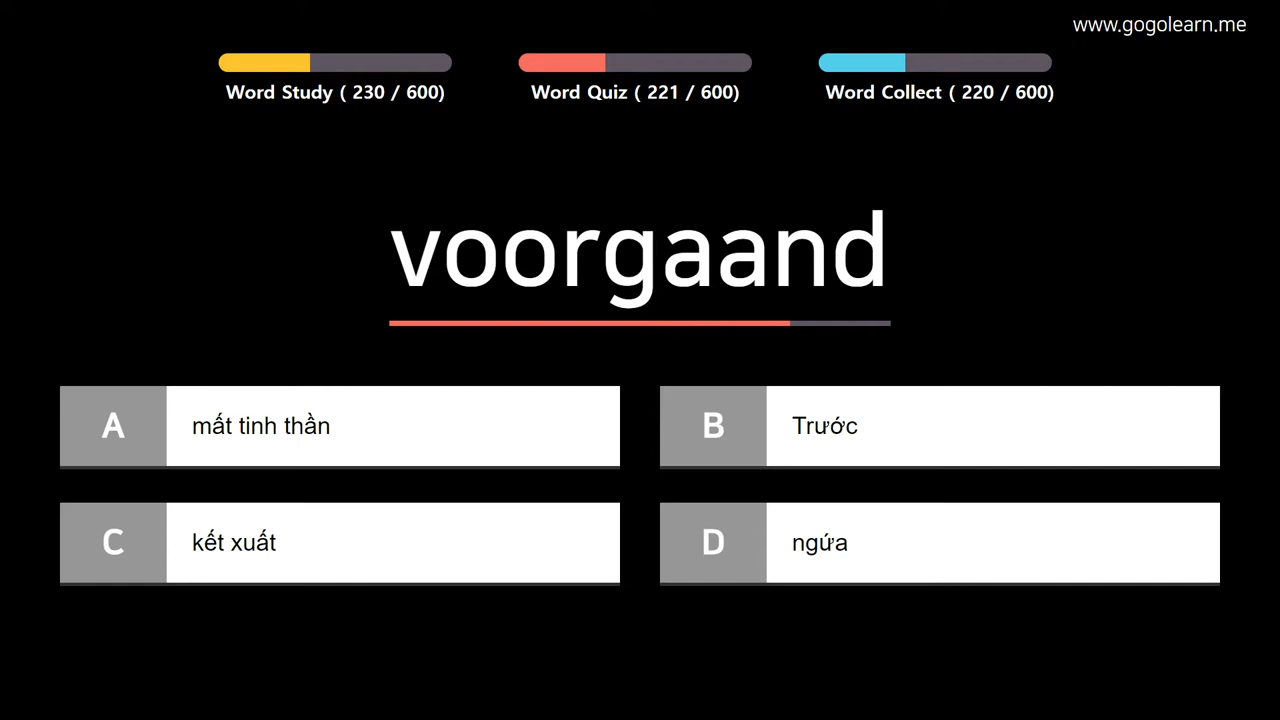 www.gogolearn.me
Word Study ( 230 / 600)
Word Quiz ( 221 / 600)
Word Collect ( 220 / 600)
voorgaand
A
mất tinh thần
B
Trước
C
kết xuất
D
ngứa